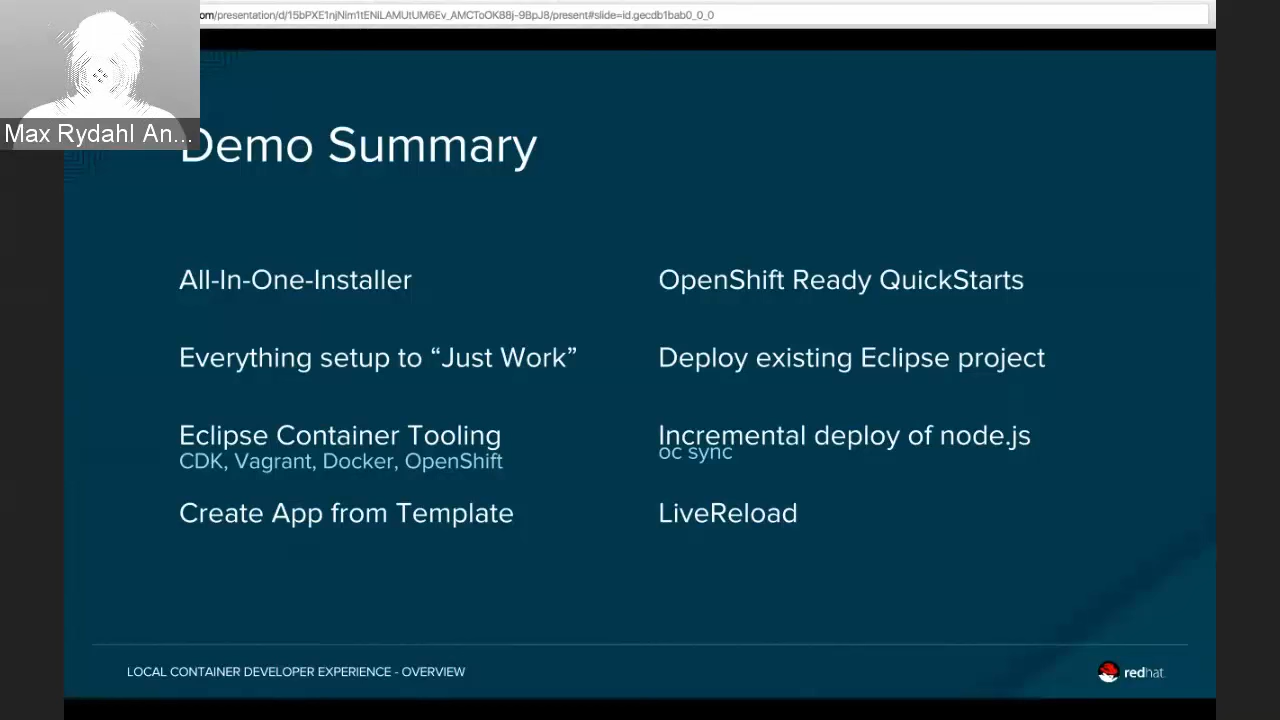 om/presentation/d/15bPXE1njNlm1tENiLAMUtUM6Ev_AMCToOK88j-9BpJ8/present#slide=id.gecdb1bab0_0_0
Max Rydahl An...
Demo Summary
All-In-One-Installer
Everything setup to “Just Work”
Eclipse Container Tooling
CDK, Vagrant, Docker, OpenShift
Create App from Template
OpenShift Ready QuickStarts
Deploy existing Eclipse project
Incremental deploy of node.js
oc sync
LiveReload
LOCAL CONTAINER DEVELOPER EXPERIENCE - OVERVIEW
redhat.